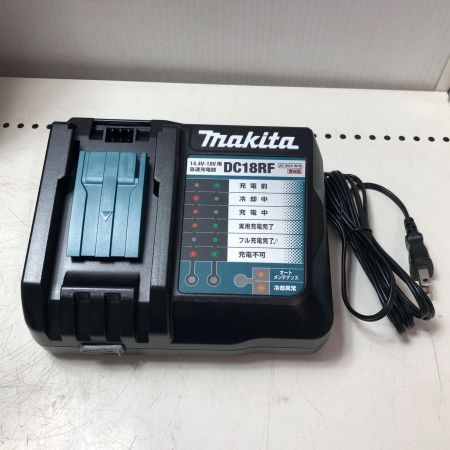 makita
14.4V-18V用
急速充電器
DC18RF
充電前
冷却中
充電中
実用充電完了
フル充電完了♪
充電不可
オート
メンテナンス
冷却異常